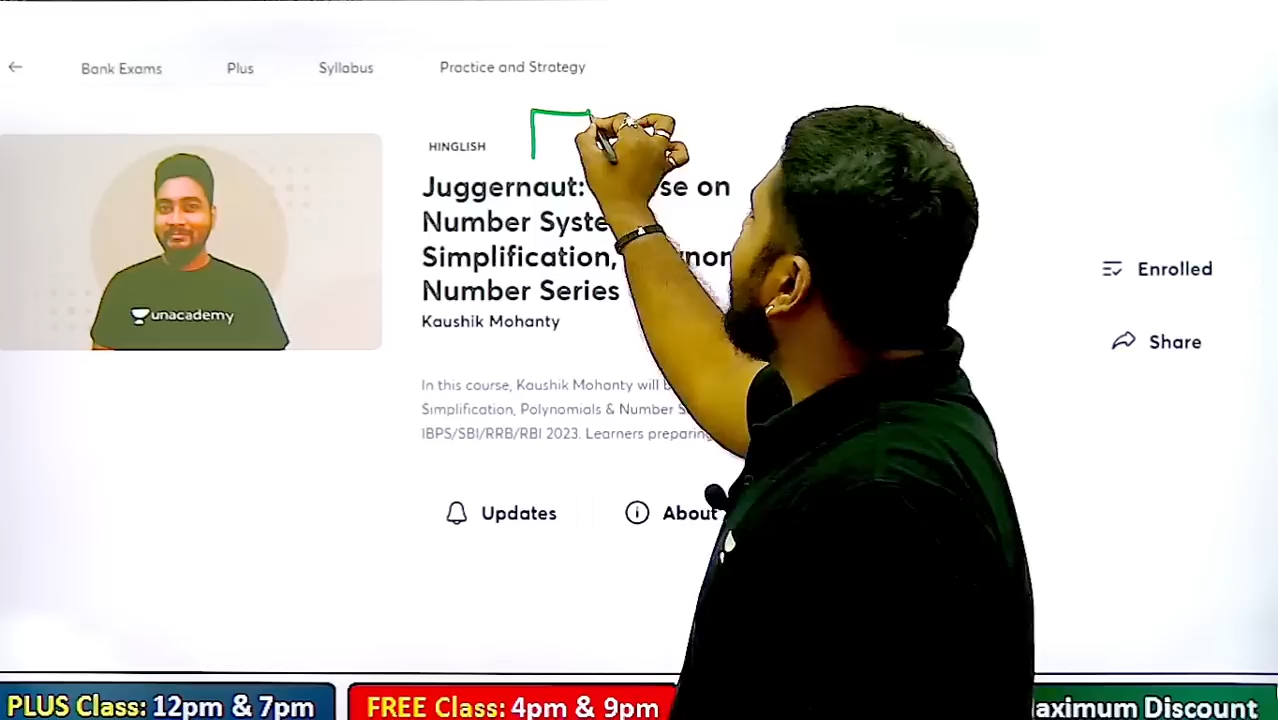 Bank Exams Plus Syllabus Practice and Strategy
HINGLISH
Juggernaut: se on
Number Syste
Simplification,
Number Series
Kaushik Mohanty
unacademy
Enrolled
Share
In this course, Kaushik Mohanty will
Simplification, Polynomials & Number
IBPS/SBI/RRB/RBI 2023. Learners preparing
Updates About
PLUS Class: 12pm & 7pm FREE Class: 4pm & 9pm aximum Discount